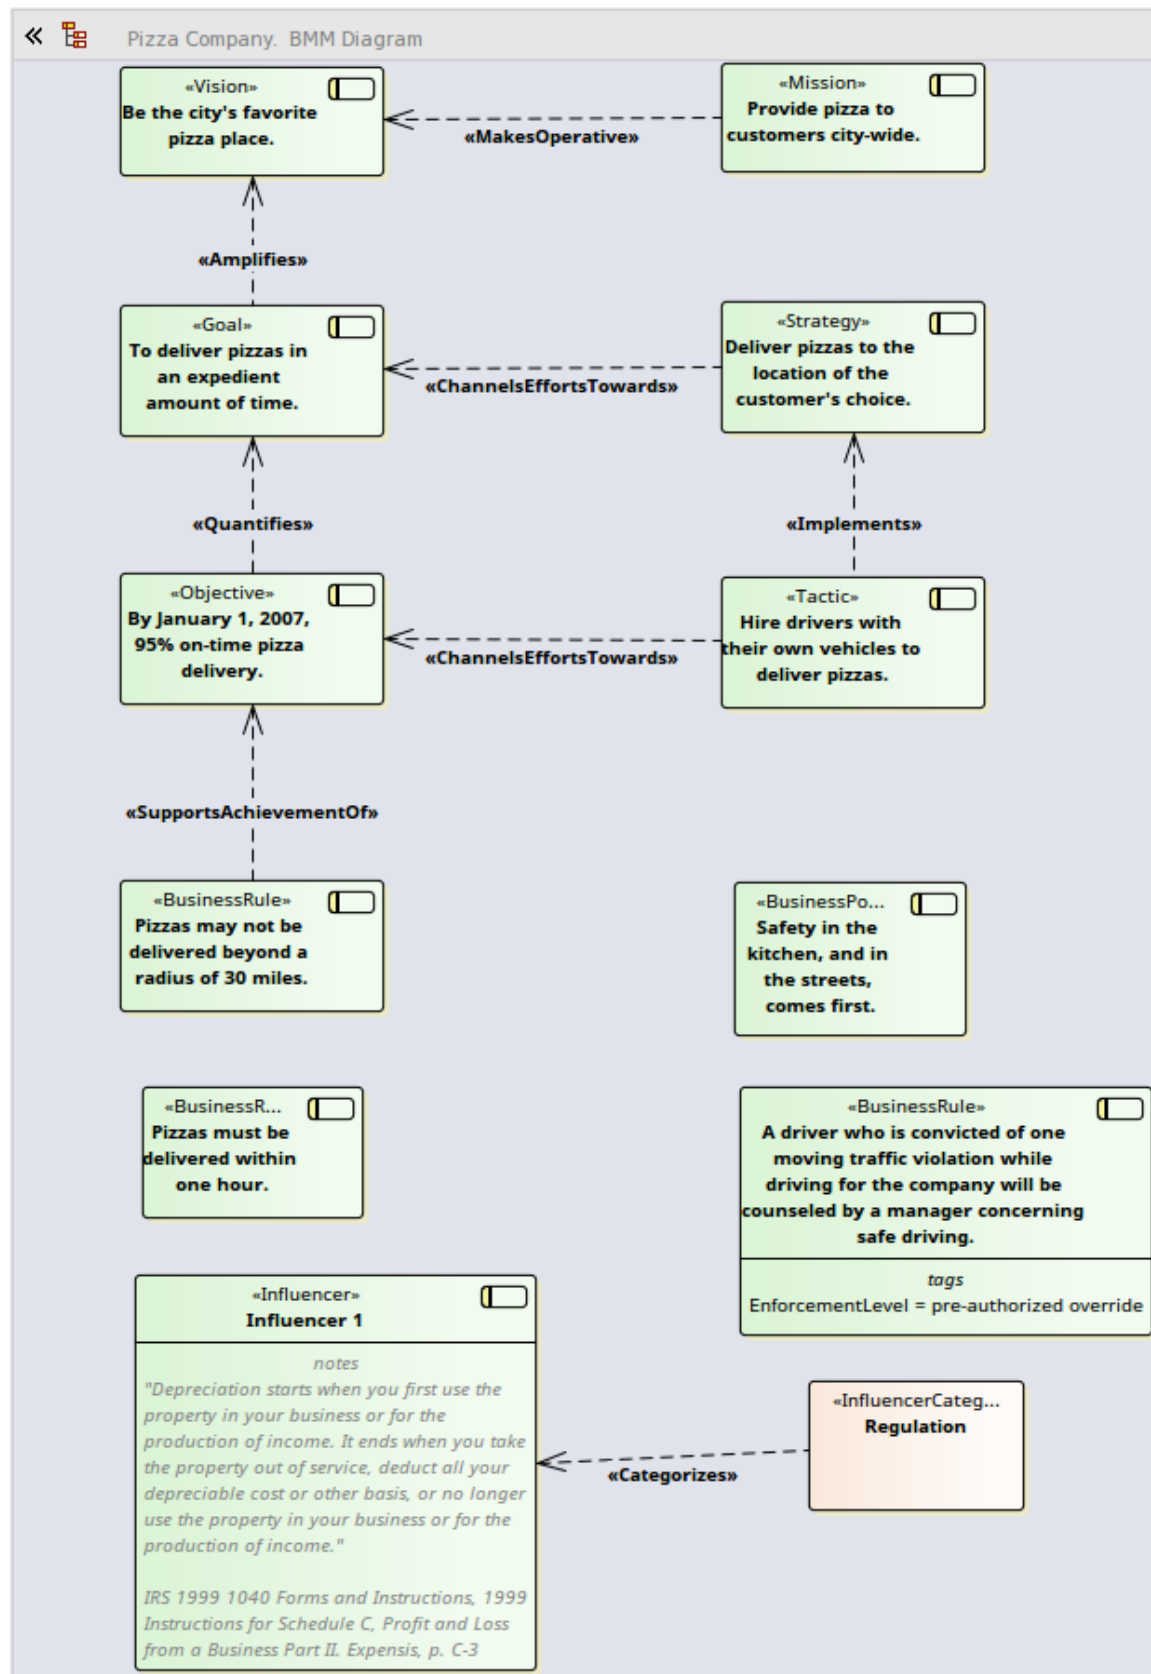 Pizza Company.  BMM Diagram
«Vision»
Be the city's favorite
pizza place.
«Mission»
Provide pizza to
customers city-wide.
«MakesOperative»
«Amplifies»
«Goal»
To deliver pizzas in
an expedient
amount of time.
«Strategy»
Deliver pizzas to the
location of the
customer's choice.
«ChannelsEffortsTowards»
«Quantifies»
«Implements»
«Objective»
By January 1, 2007,
95% on-time pizza
delivery.
«Tactic»
Hire drivers with
their own vehicles to
deliver pizzas.
«ChannelsEffortsTowards»
«SupportsAchievementOf»
«BusinessRule»
Pizzas may not be
delivered beyond a
radius of 30 miles.
«BusinessPo...
Safety in the
kitchen, and in
the streets,
comes first.
«BusinessR...
Pizzas must be
delivered within
one hour.
«BusinessRule»
A driver who is convicted of one
moving traffic violation while
driving for the company will be
counseled by a manager concerning
safe driving.
tags
EnforcementLevel = pre-authorized override
«Influencer»
Influencer 1
notes
"Depreciation starts when you first use the
property in your business or for the
production of income. It ends when you take
the property out of service, deduct all your
depreciable cost or other basis, or no longer
use the property in your business or for the
production of income."
IRS 1999 1040 Forms and Instructions, 1999
Instructions for Schedule C, Profit and Loss
from a Business Part II. Expensis, p. C-3
«InfluencerCateg...
Regulation
«Categorizes»